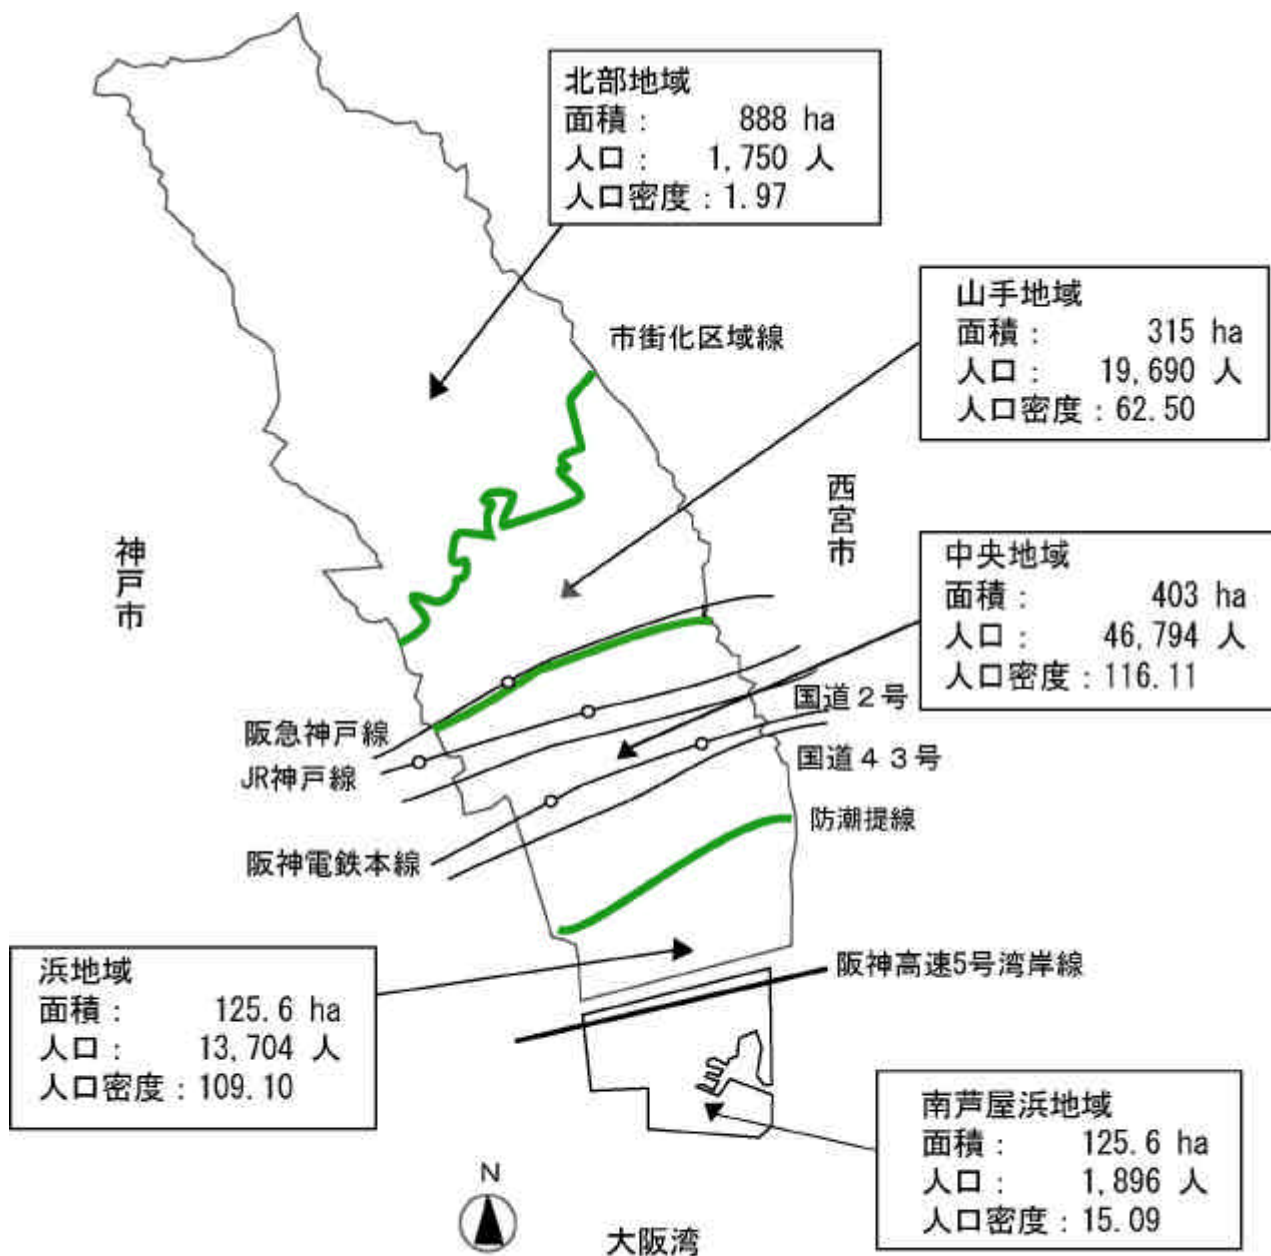 北部地域
面積： 888 ha
人口： 1,750 人
人口密度：1.97
市街化区域線
山手地域
面積： 315 ha
人口： 19,690 人
人口密度：62.50
西宮市
神戸市
中央地域
面積： 403 ha
人口： 46,794 人
人口密度：116.11
国道２号
阪急神戸線
国道４３号
JR神戸線
防潮提線
阪神電鉄本線
浜地域
面積： 125.6 ha
人口： 13,704 人
人口密度：109.10
阪神高速5号湾岸線
南芦屋浜地域
面積： 125.6 ha
人口： 1,896 人
人口密度：15.09
N
大阪湾